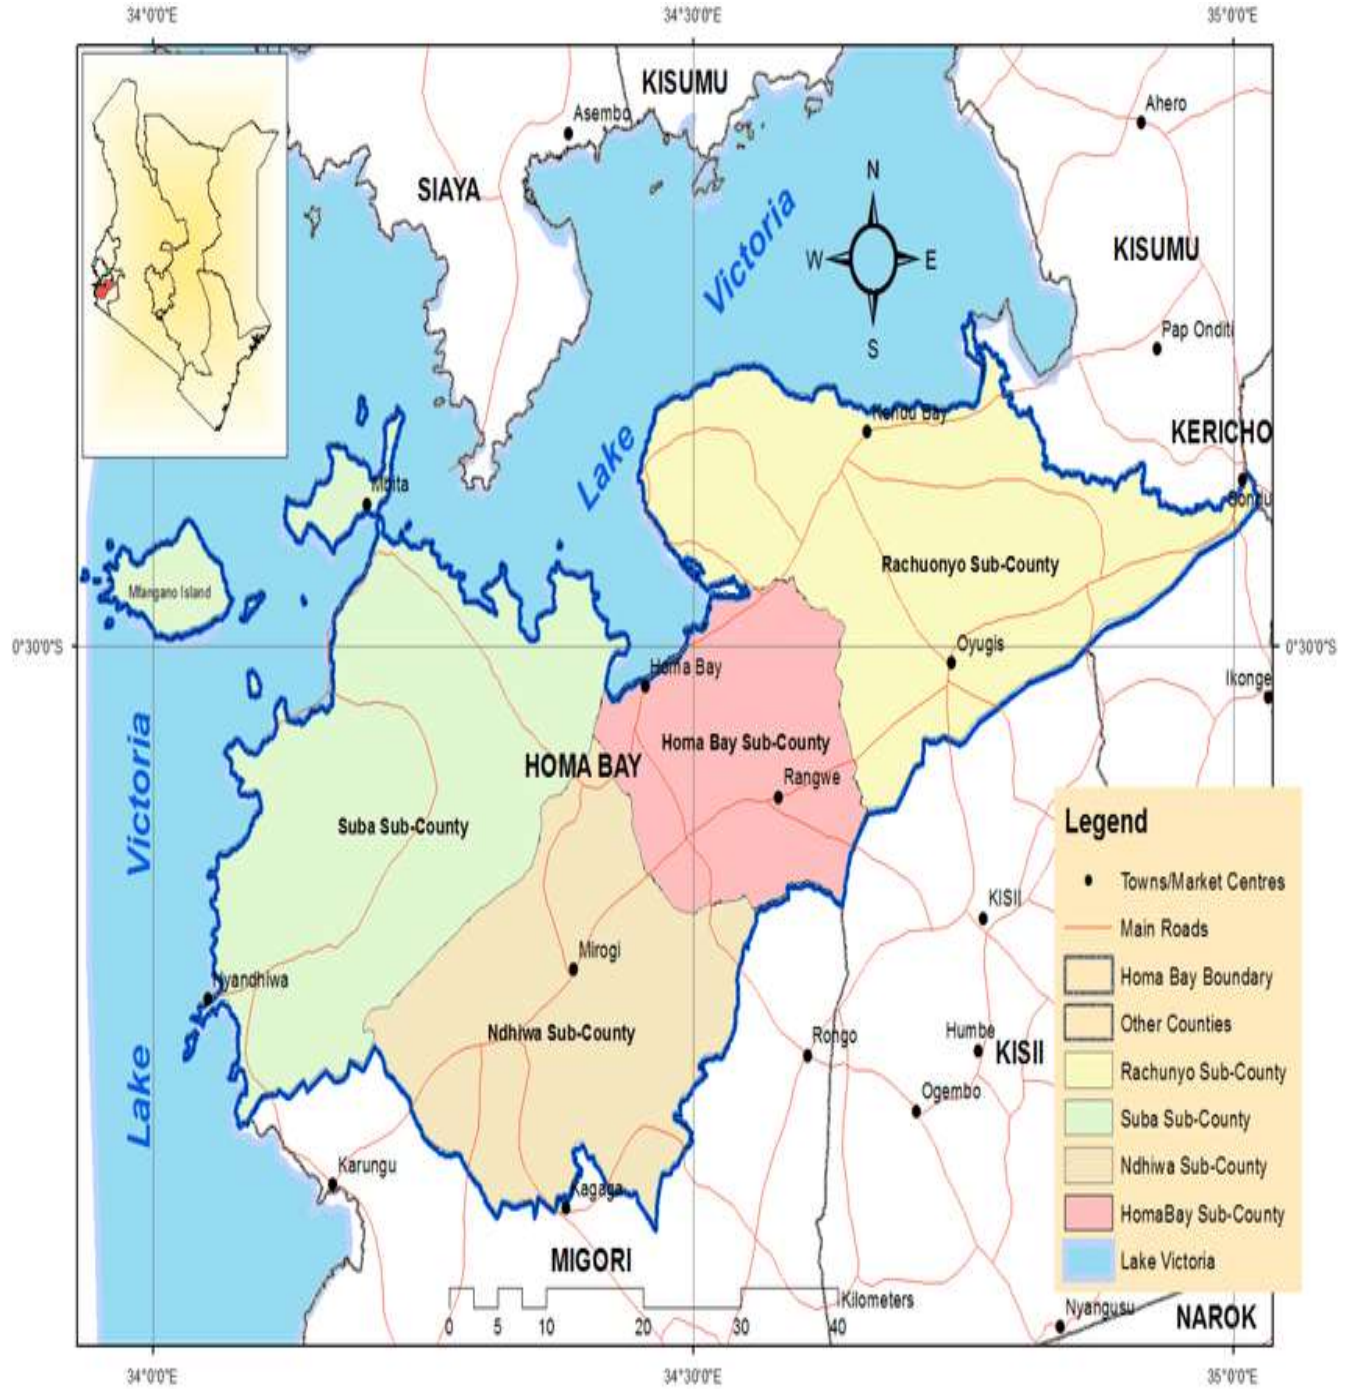 34°0'0"E
34°30'0"E
35°0'0"E
KISUMU
Asembo
Ahero
SIAYA
N
Victoria
KISUMU
W
E
Pap Onditi
S
Kendu Bay
KERICHO
Lake
Mbita
Sondu
Rachuonyo Sub-County
Mfangano Island
0°30'0"S
0°30'0"S
Oyugis
Homa Bay
Ikonge
Homa Bay Sub-County
HOMA BAY
Rangwe
Victoria
Suba Sub-County
Legend
Towns/Market Centres
KISII
Main Roads
Mirogi
Nyandhiwa
Homa Bay Boundary
Ndhiwa Sub-County
Other Counties
Rongo
Humbe
KISII
Rachunyo Sub-County
Lake
Ogembo
Suba Sub-County
Karungu
Ndhiwa Sub-County
Kagaga
HomaBay Sub-County
MIGORI
Lake Victoria
Kilometers
0 5 10 20 30 40
Nyangusu
NAROK
34°0'0"E
34°30'0"E
35°0'0"E